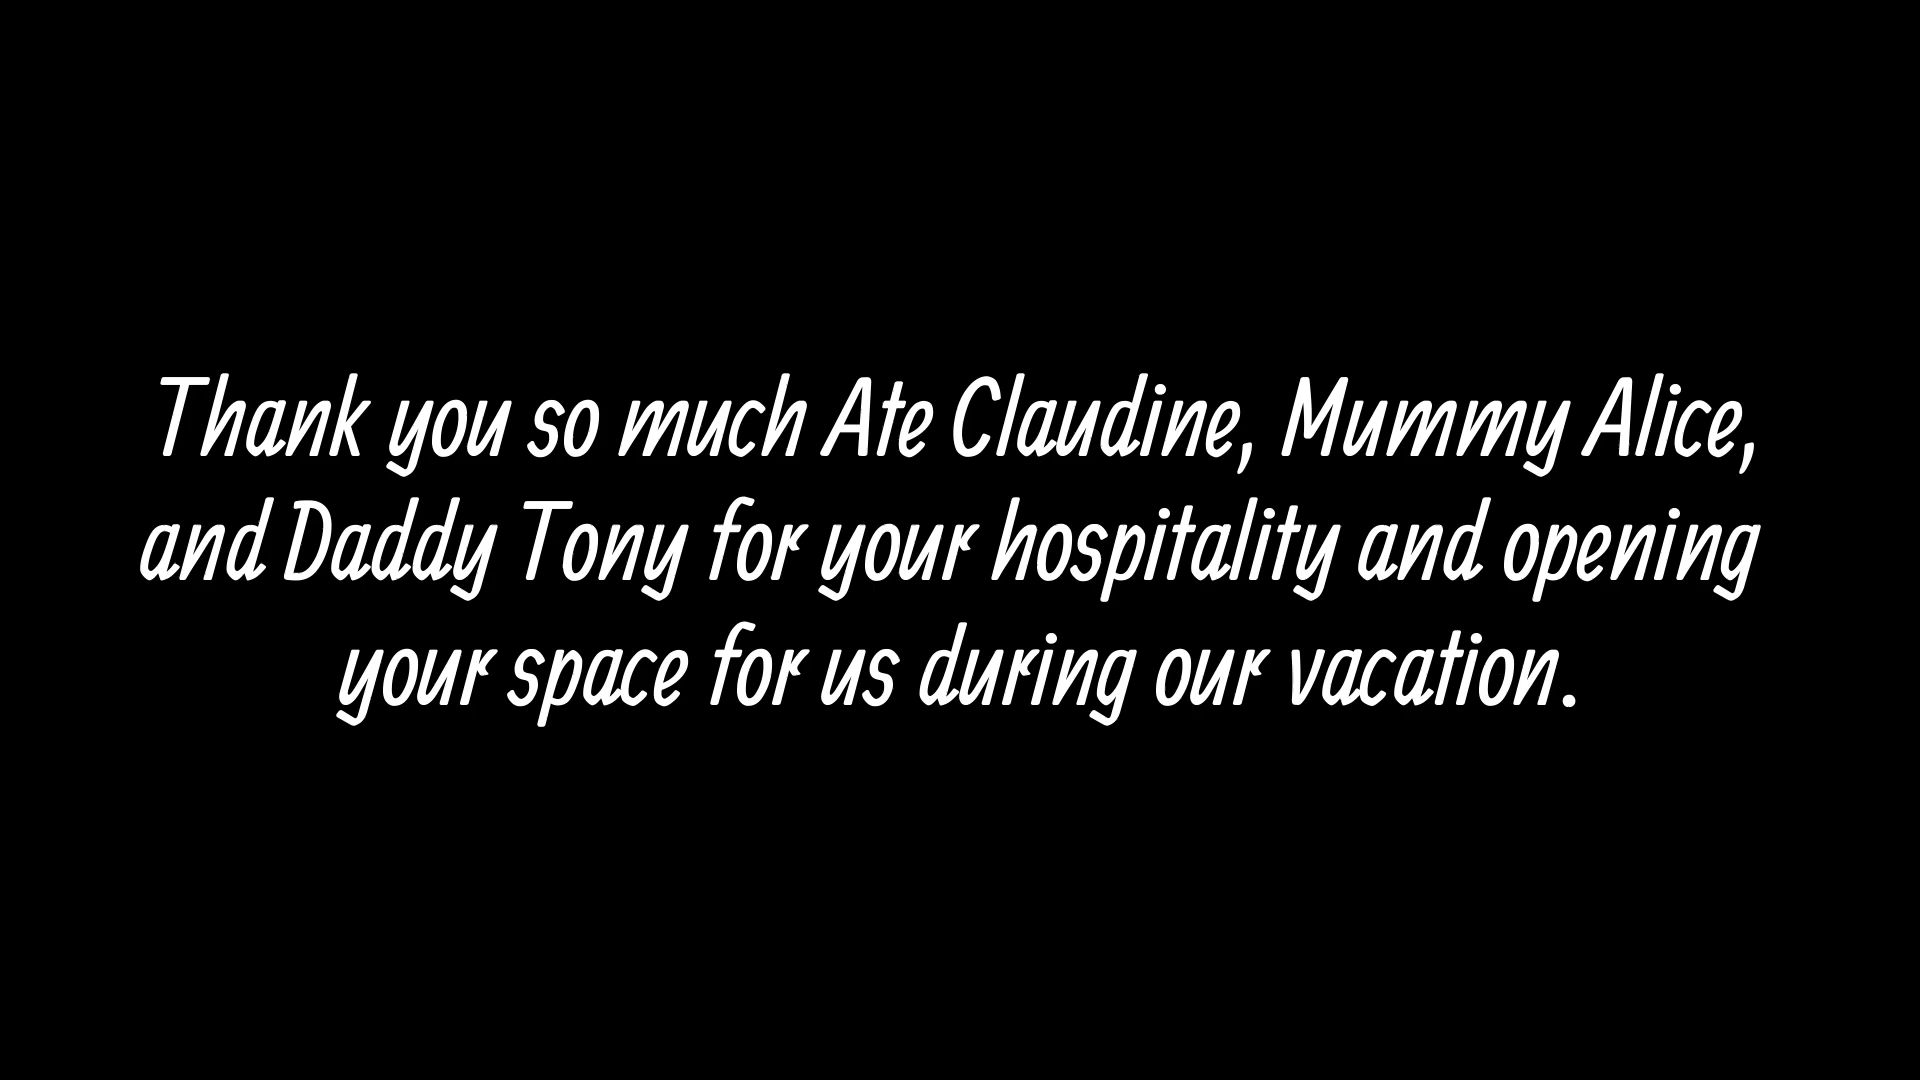 Thank you so much Ate Claudine, Mummy Alice,
and Daddy Tony for your hospitality and opening
your space for us during our vacation.